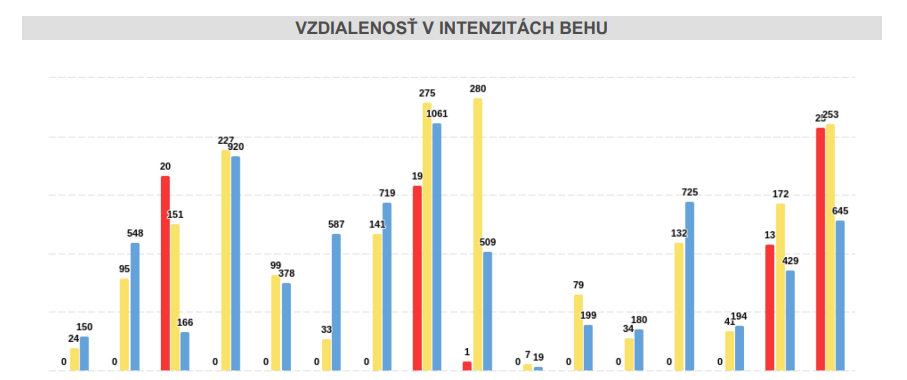 VZDIALENOSŤ V INTENZITÁCH BEHU
0 24 150
0 95 548
20 151 166
0 227 920
0 99 378
0 33 587
0 141 719
19 275 1061
1 280 509
0 7 19
0 79 199
0 34 180
0 132 725
0 41 194
13 172 429
25 253 645